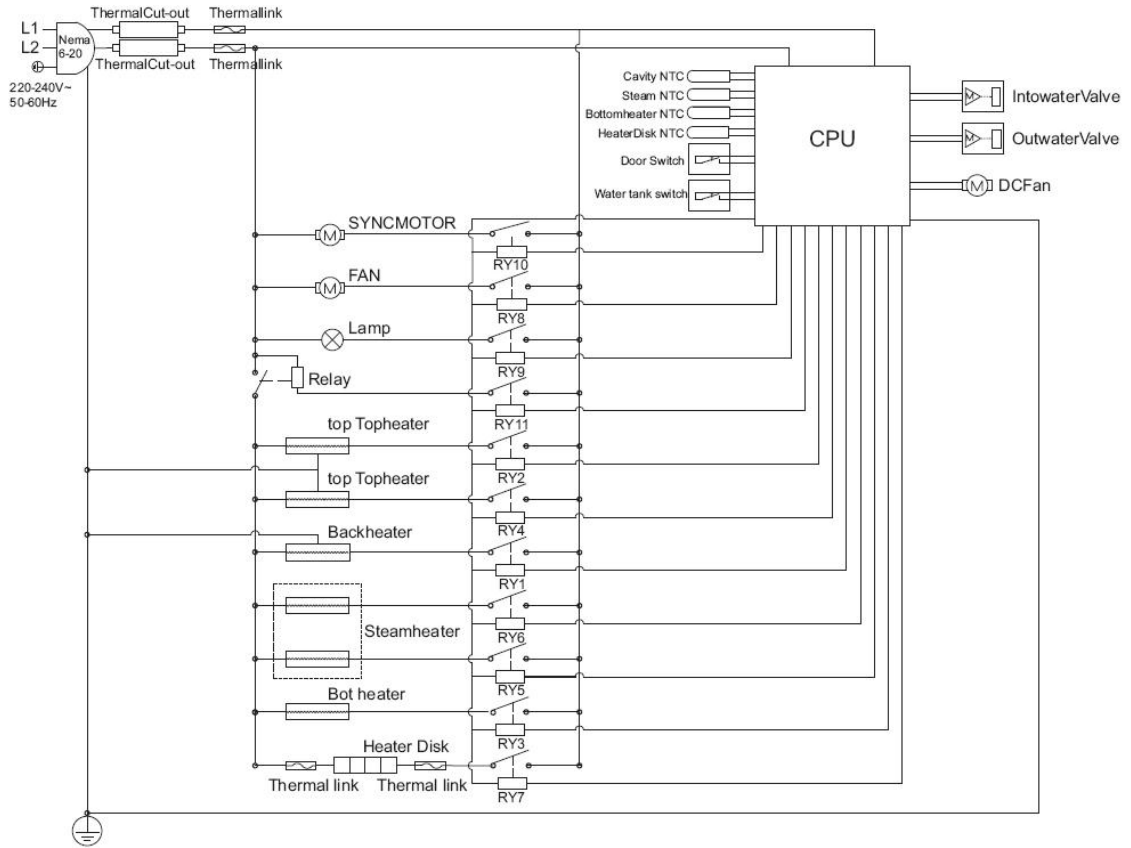 ThermalCut-out
Thermallink
L1
L2
Nema
6-20
ThermalCut-out
Thermallink
220-240V~
50-60Hz
Cavity NTC
Steam NTC
Bottomheater NTC
HeaterDisk NTC
Door Switch
Water tank switch
CPU
M
IntowaterValve
M
OutwaterValve
M
DCFan
M
SYNCMOTOR
RY10
M
FAN
RY8
Lamp
RY9
Relay
RY11
top Topheater
RY2
top Topheater
RY4
Backheater
RY1
Steamheater
RY6
RY5
Bot heater
RY3
Heater Disk
Thermal link
Thermal link
RY7